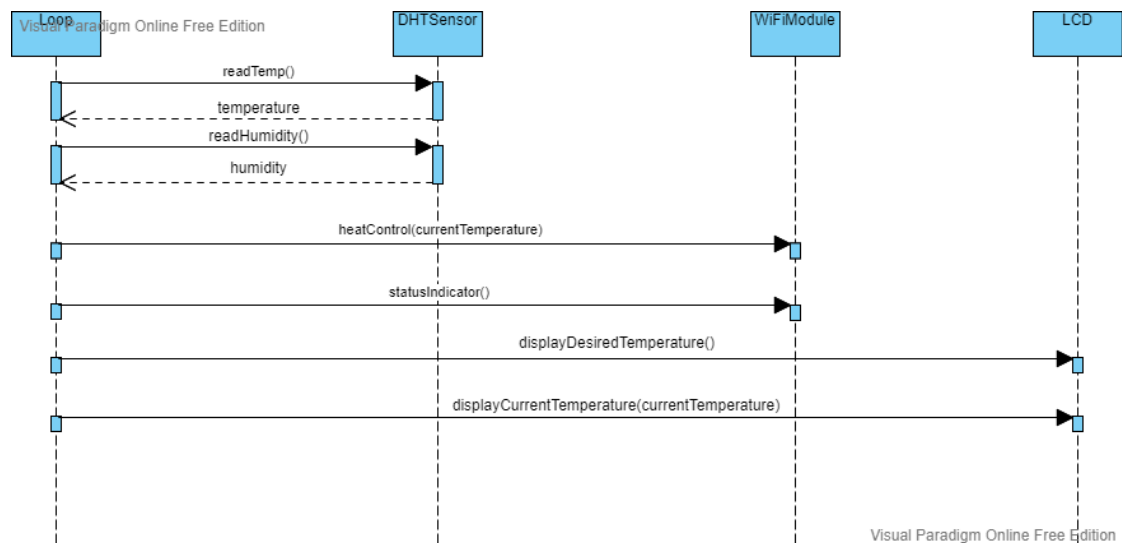 Loop
DHTSensor
WiFiModule
LCD
Visual Paradigm Online Free Edition
readTemp()
temperature
readHumidity()
humidity
heatControl(currentTemperature)
statusIndicator()
displayDesiredTemperature()
displayCurrentTemperature(currentTemperature)
Visual Paradigm Online Free Edition